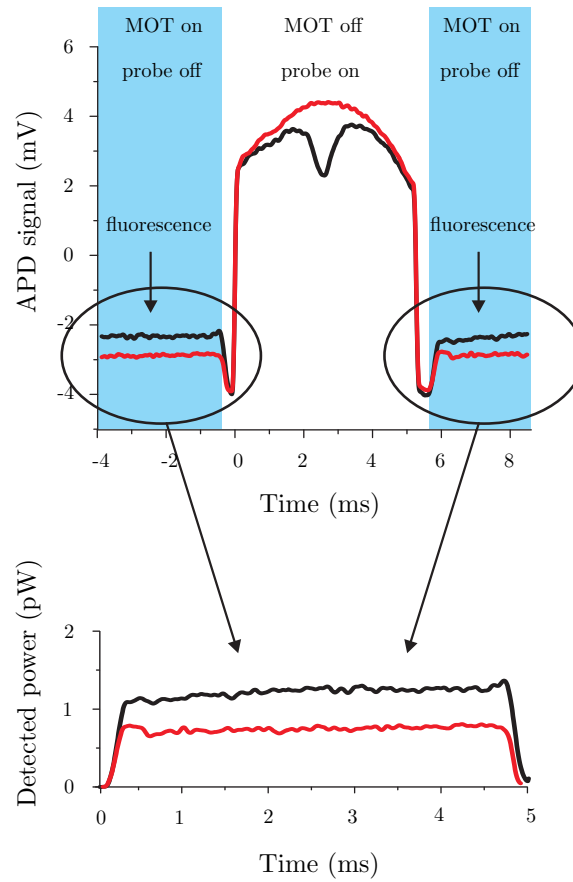 MOT on MOT off MOT on
probe off probe on probe off
6
4
2
0
-2
-4
APD signal (mV)
fluorescence fluorescence
-4 -2 0 2 4 6 8
Time (ms)
2
1
0
Detected power (pW)
0 1 2 3 4 5
Time (ms)